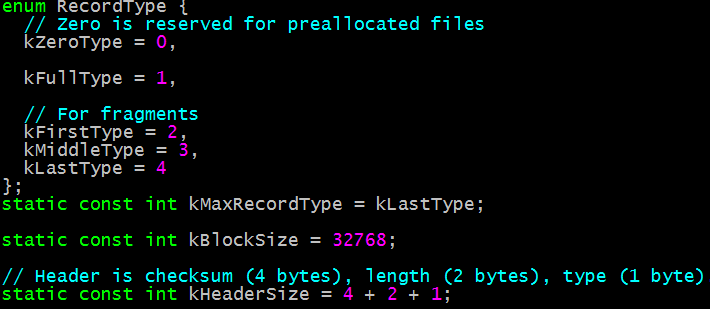 enum RecordType {
  // Zero is reserved for preallocated files
  kZeroType = 0,

  kFullType = 1,

  // For fragments
  kFirstType = 2,
  kMiddleType = 3,
  kLastType = 4
};
static const int kMaxRecordType = kLastType;

static const int kBlockSize = 32768;

// Header is checksum (4 bytes), length (2 bytes), type (1 byte)
static const int kHeaderSize = 4 + 2 + 1;